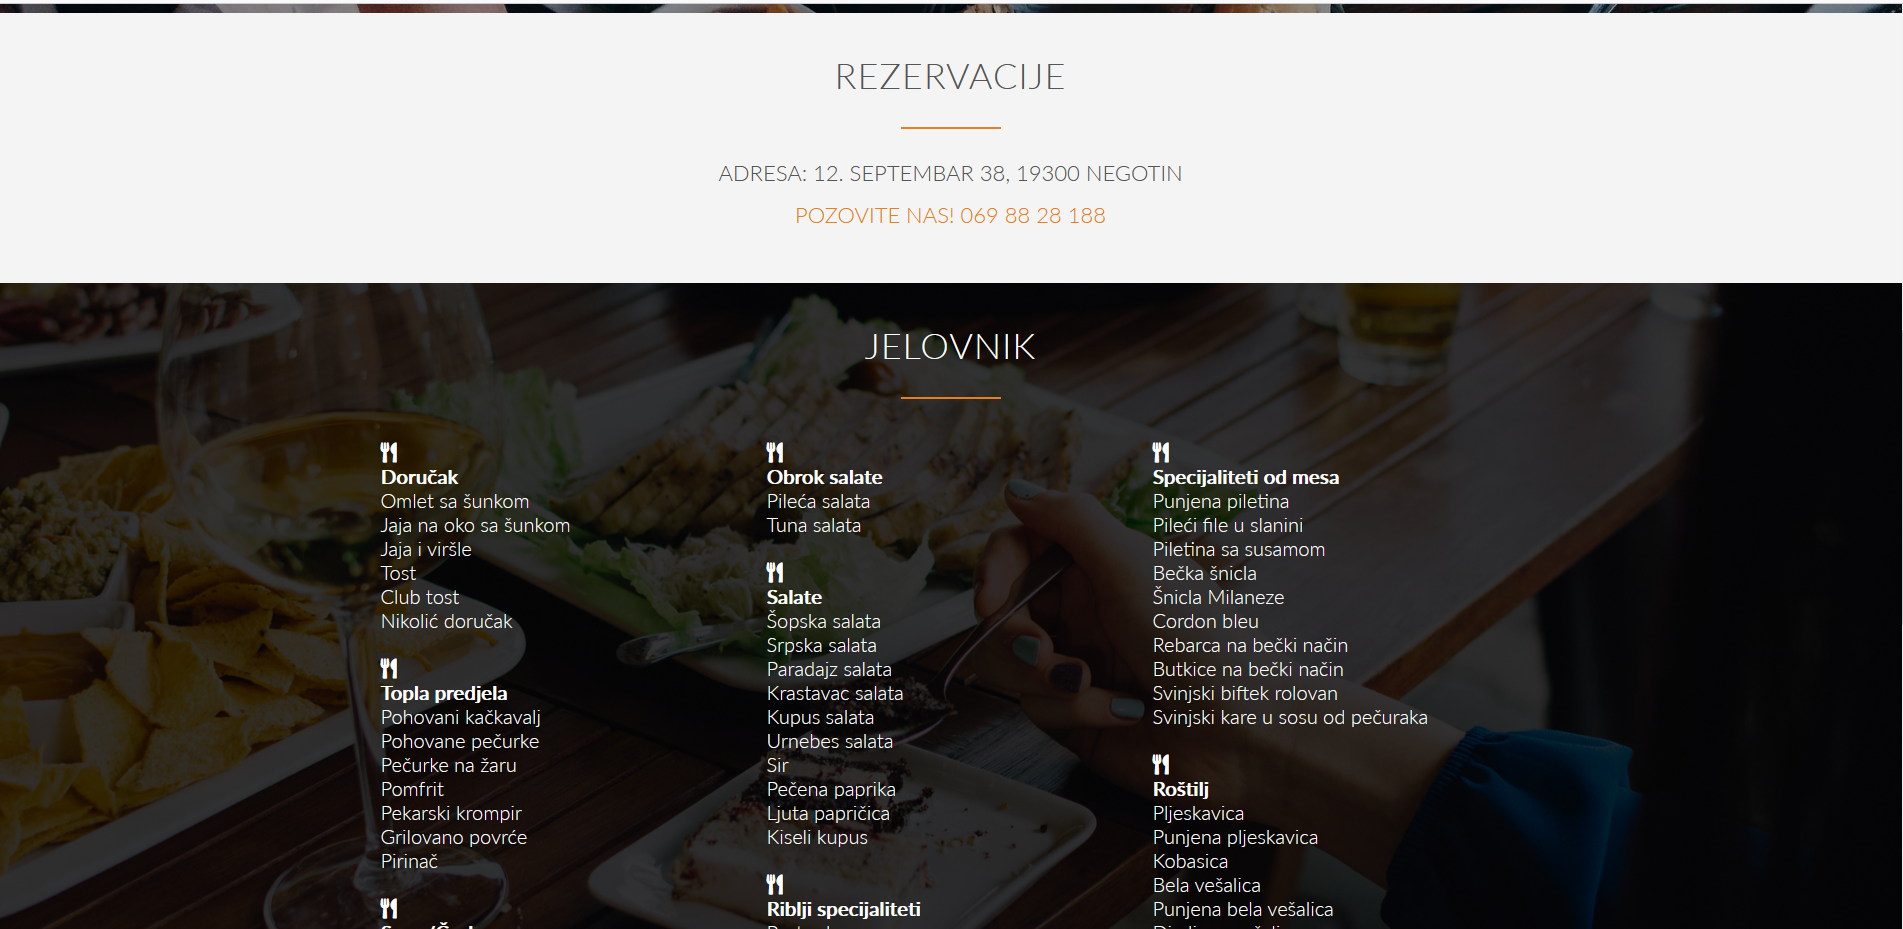 REZERVACIJE
ADRESA: 12. SEPTEMBAR 38, 19300 NEGOTIN
POZOVITE NAS! 069 88 28 188
JELOVNIK
Doručak
Omlet sa šunkom
Jaja na oko sa šunkom
Jaja i viršle
Tost
Club tost
Nikolić doručak
Topla predjela
Pohovani kačkavalj
Pohovane pečurke
Pečurke na žaru
Pomfrit
Pekarski krompir
Grilovano povrće
Pirinač
Obrok salate
Pileća salata
Tuna salata
Salate
Šopska salata
Srpska salata
Paradajz salata
Krastavac salata
Kupus salata
Urnebes salata
Sir
Pečena paprika
Ljuta papričica
Kiseli kupus
Riblji specijaliteti
Specijaliteti od mesa
Punjena piletina
Pileći file u slanini
Piletina sa susamom
Bečka šnicla
Šnicla Milaneze
Cordon bleu
Rebarca na bečki način
Butkice na bečki način
Svinjski biftek rolovan
Svinjski kare u sosu od pečuraka
Roštilj
Pljeskavica
Punjena pljeskavica
Kobasica
Bela vešalica
Punjena bela vešalica